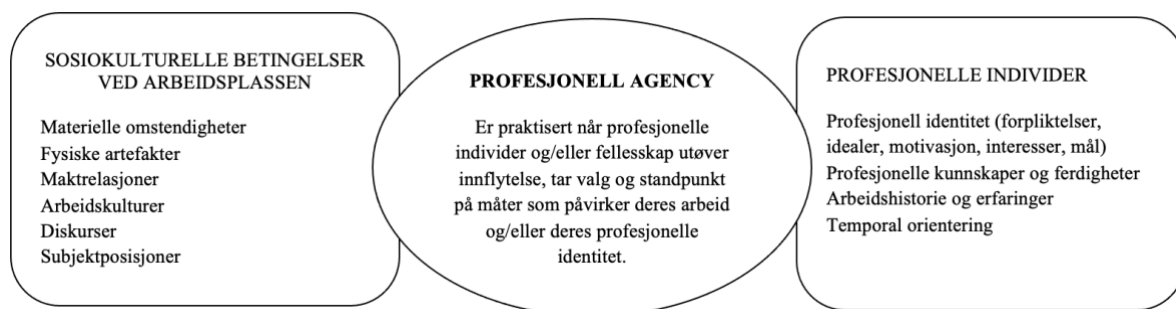 SOSIOKULTURELLE BETINGELSER
VED ARBEIDSPLASSEN
Materielle omstendigheter
Fysiske artefakter
Maktrelasjoner
Arbeidskulturer
Diskurser
Subjektposisjoner
PROFESJONELL AGENCY
Er praktisert når profesjonelle
individer og/eller fellesskap utøver
innflytelse, tar valg og standpunkt
på måter som påvirker deres arbeid
og/eller deres profesjonelle
identitet.
PROFESJONELLE INDIVIDER
Profesjonell identitet (forpliktelser,
idealer, motivasjon, interesser, mål)
Profesjonelle kunnskaper og ferdigheter
Arbeidshistorie og erfaringer
Temporal orientering